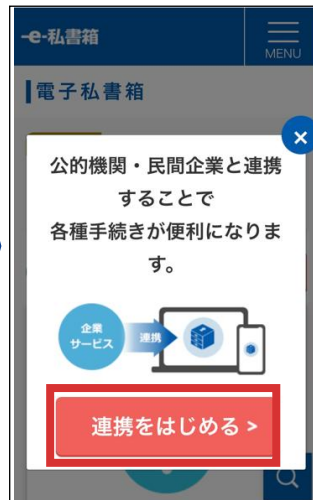 -e-私書箱
MENU
電子私書箱
×
公的機関・民間企業と連携
することで
各種手続きが便利になりま
す。
企業
サービス
連携
連携をはじめる >